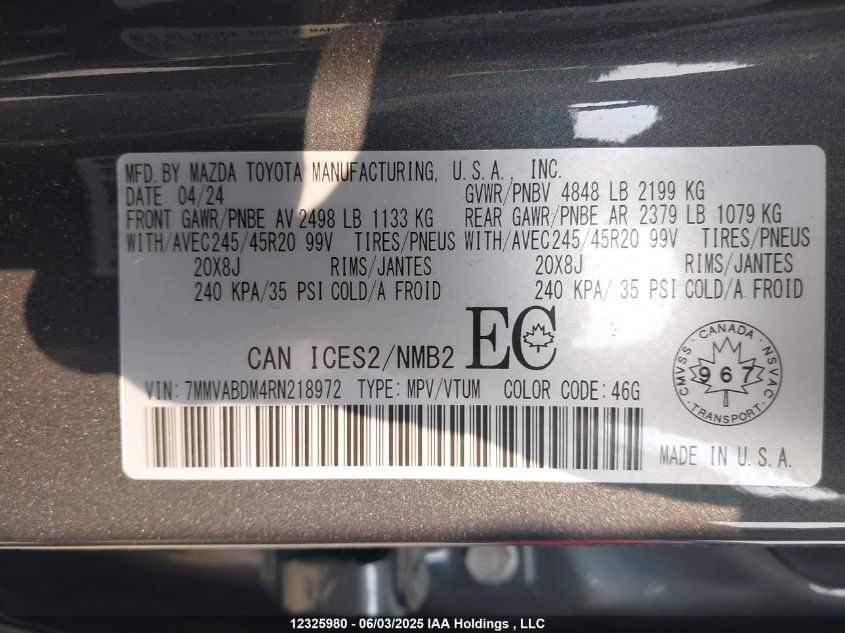 MFD. BY MAZDA TOYOTA MANUFACTURING, U.S.A., INC.
DATE 04/24 GVWR/PNBV 4848 LB 2199 KG
FRONT GAWR/PNBE AV 2498 LB 1133 KG REAR GAWR/PNBE AR 2379 LB 1079 KG
WITH/AVEC245/45R20 99V TIRES/PNEUS WITH/AVEC245/45R20 99V TIRES/PNEUS
20X8J RIMS/JANTES 20X8J RIMS/JANTES
240 KPA/35 PSI COLD/A FROID 240 KPA/ 35 PSI COLD/A FROID
CAN ICES2/NMB2 EC
CANADA
CMVSS 967 NSVAC
TRANSPORT
VIN: 7MMVABDM4RN218972 TYPE: MPV/VTUM COLOR CODE: 46G
MADE IN U.S.A.
12325980 - 06/03/2025 IAA Holdings , LLC